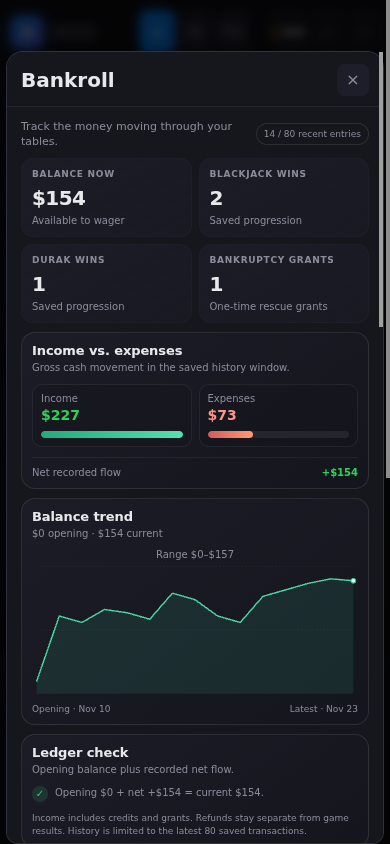 Bankroll
Track the money moving through your
tables.
14 / 80 recent entries
BALANCE NOW
$154
Available to wager
BLACKJACK WINS
2
Saved progression
DURAK WINS
1
Saved progression
BANKRUPTCY GRANTS
1
One-time rescue grants
Income vs. expenses
Gross cash movement in the saved history window.
Income
$227
Expenses
$73
Net recorded flow
+$154
Balance trend
$0 opening · $154 current
Range $0–$157
Opening · Nov 10
Latest · Nov 23
Ledger check
Opening balance plus recorded net flow.
✓ Opening $0 + net +$154 = current $154.
Income includes credits and grants. Refunds stay separate from game
results. History is limited to the latest 80 saved transactions.